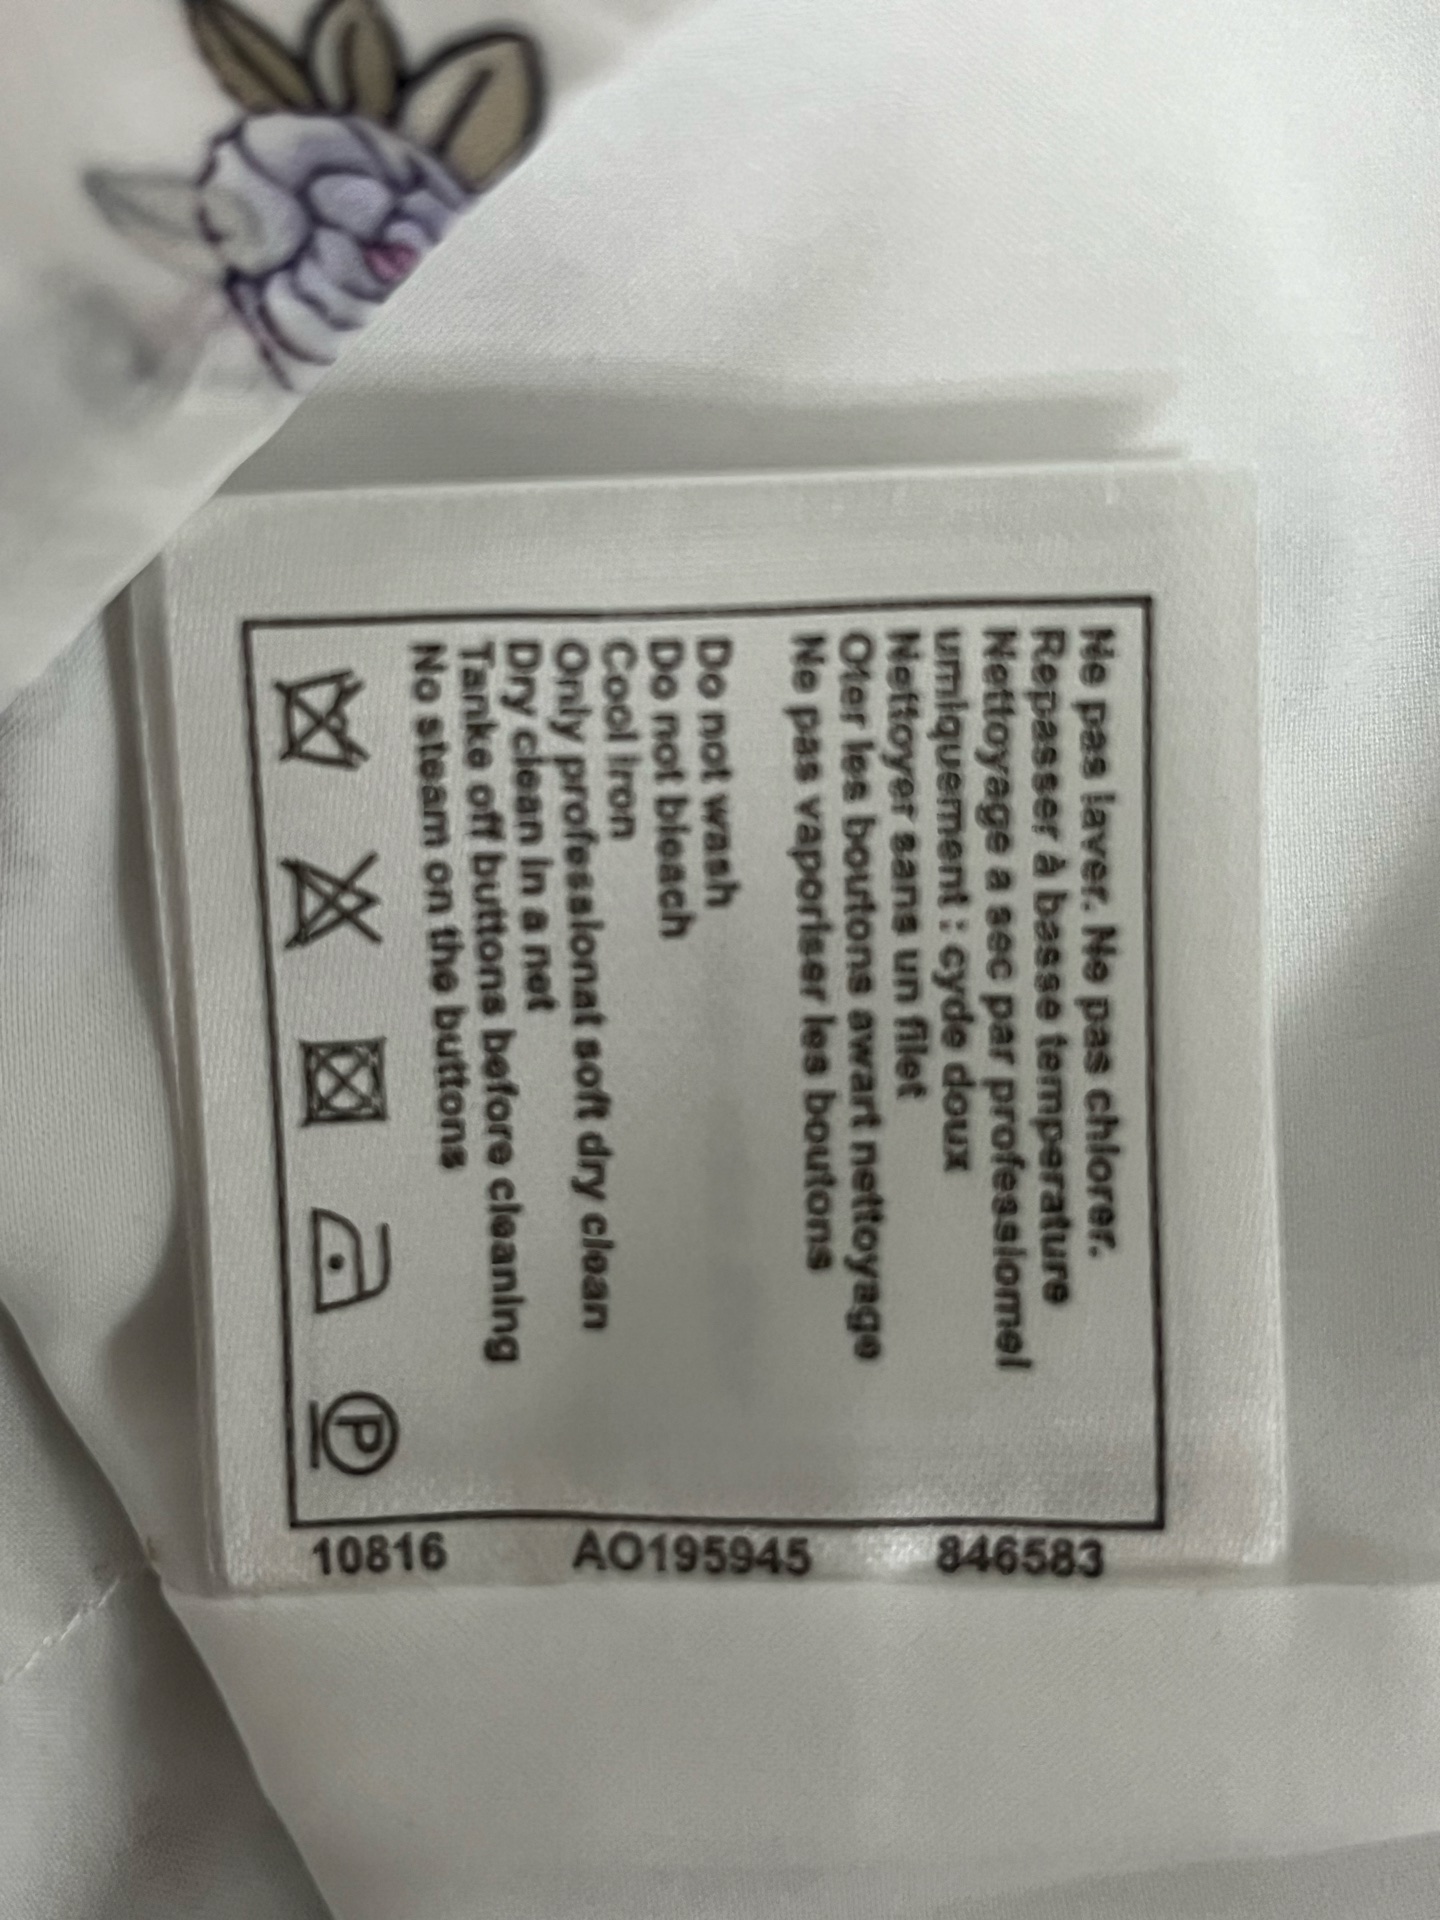 Ne pas laver. Ne pas chlorer.
Repasser à basse temperature
Nettoyage a sec par professiomel
umiquement : cyde doux
Nettoyer sans un filet
Oter les boutons awart netttoyage
Ne pas vaporiser les boutons
Do not wash
Do not bleach
Cool iron
Only professionat soft dry clean
Dry clean in a net
Tanke off buttons before cleaning
No steam on the buttons
P
10816 AO195945 846583